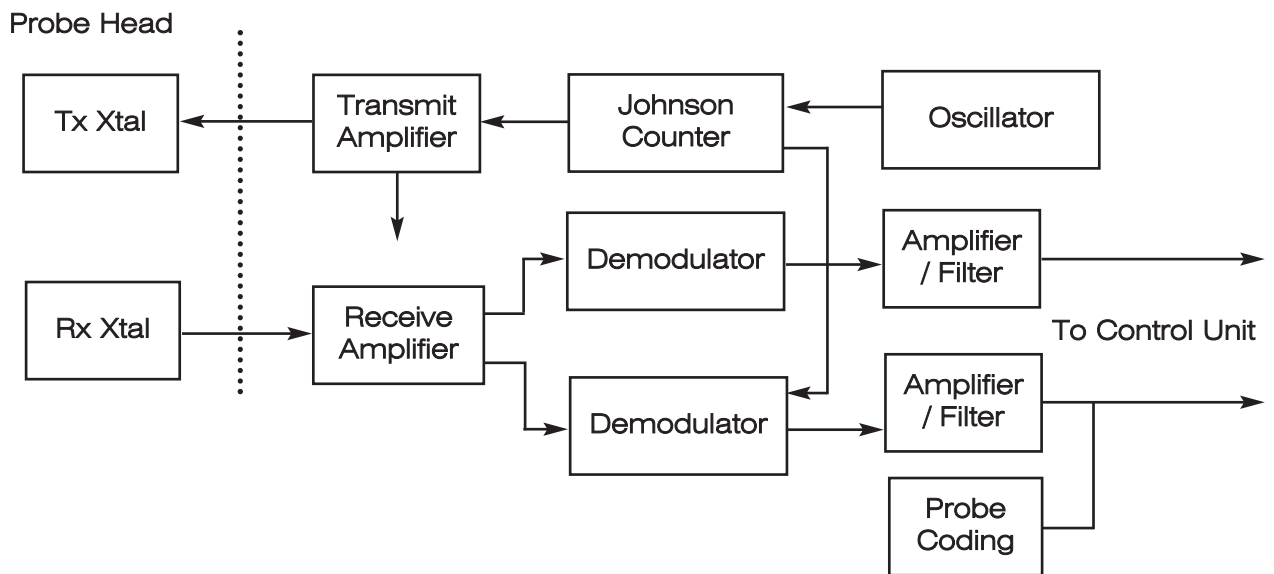 Probe Head
Tx Xtal
Transmit
Amplifier
Johnson
Counter
Oscillator
Demodulator
Amplifier
/ Filter
Rx Xtal
Receive
Amplifier
To Control Unit
Demodulator
Amplifier
/ Filter
Probe
Coding